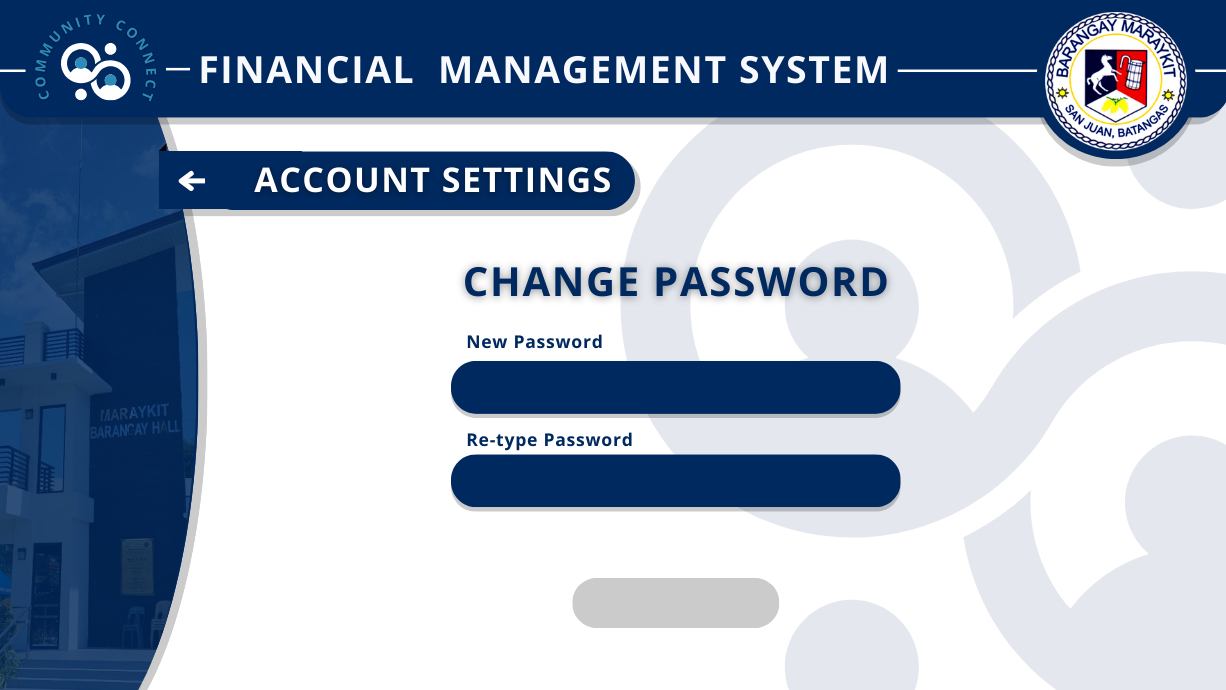 COMMUNITY CONNECT
FINANCIAL MANAGEMENT SYSTEM
BARANGAY MARAYKIT
SAN JUAN, BATANGAS
ACCOUNT SETTINGS
CHANGE PASSWORD
New Password
Re-type Password
MARAYKIT
BARANGAY HALL